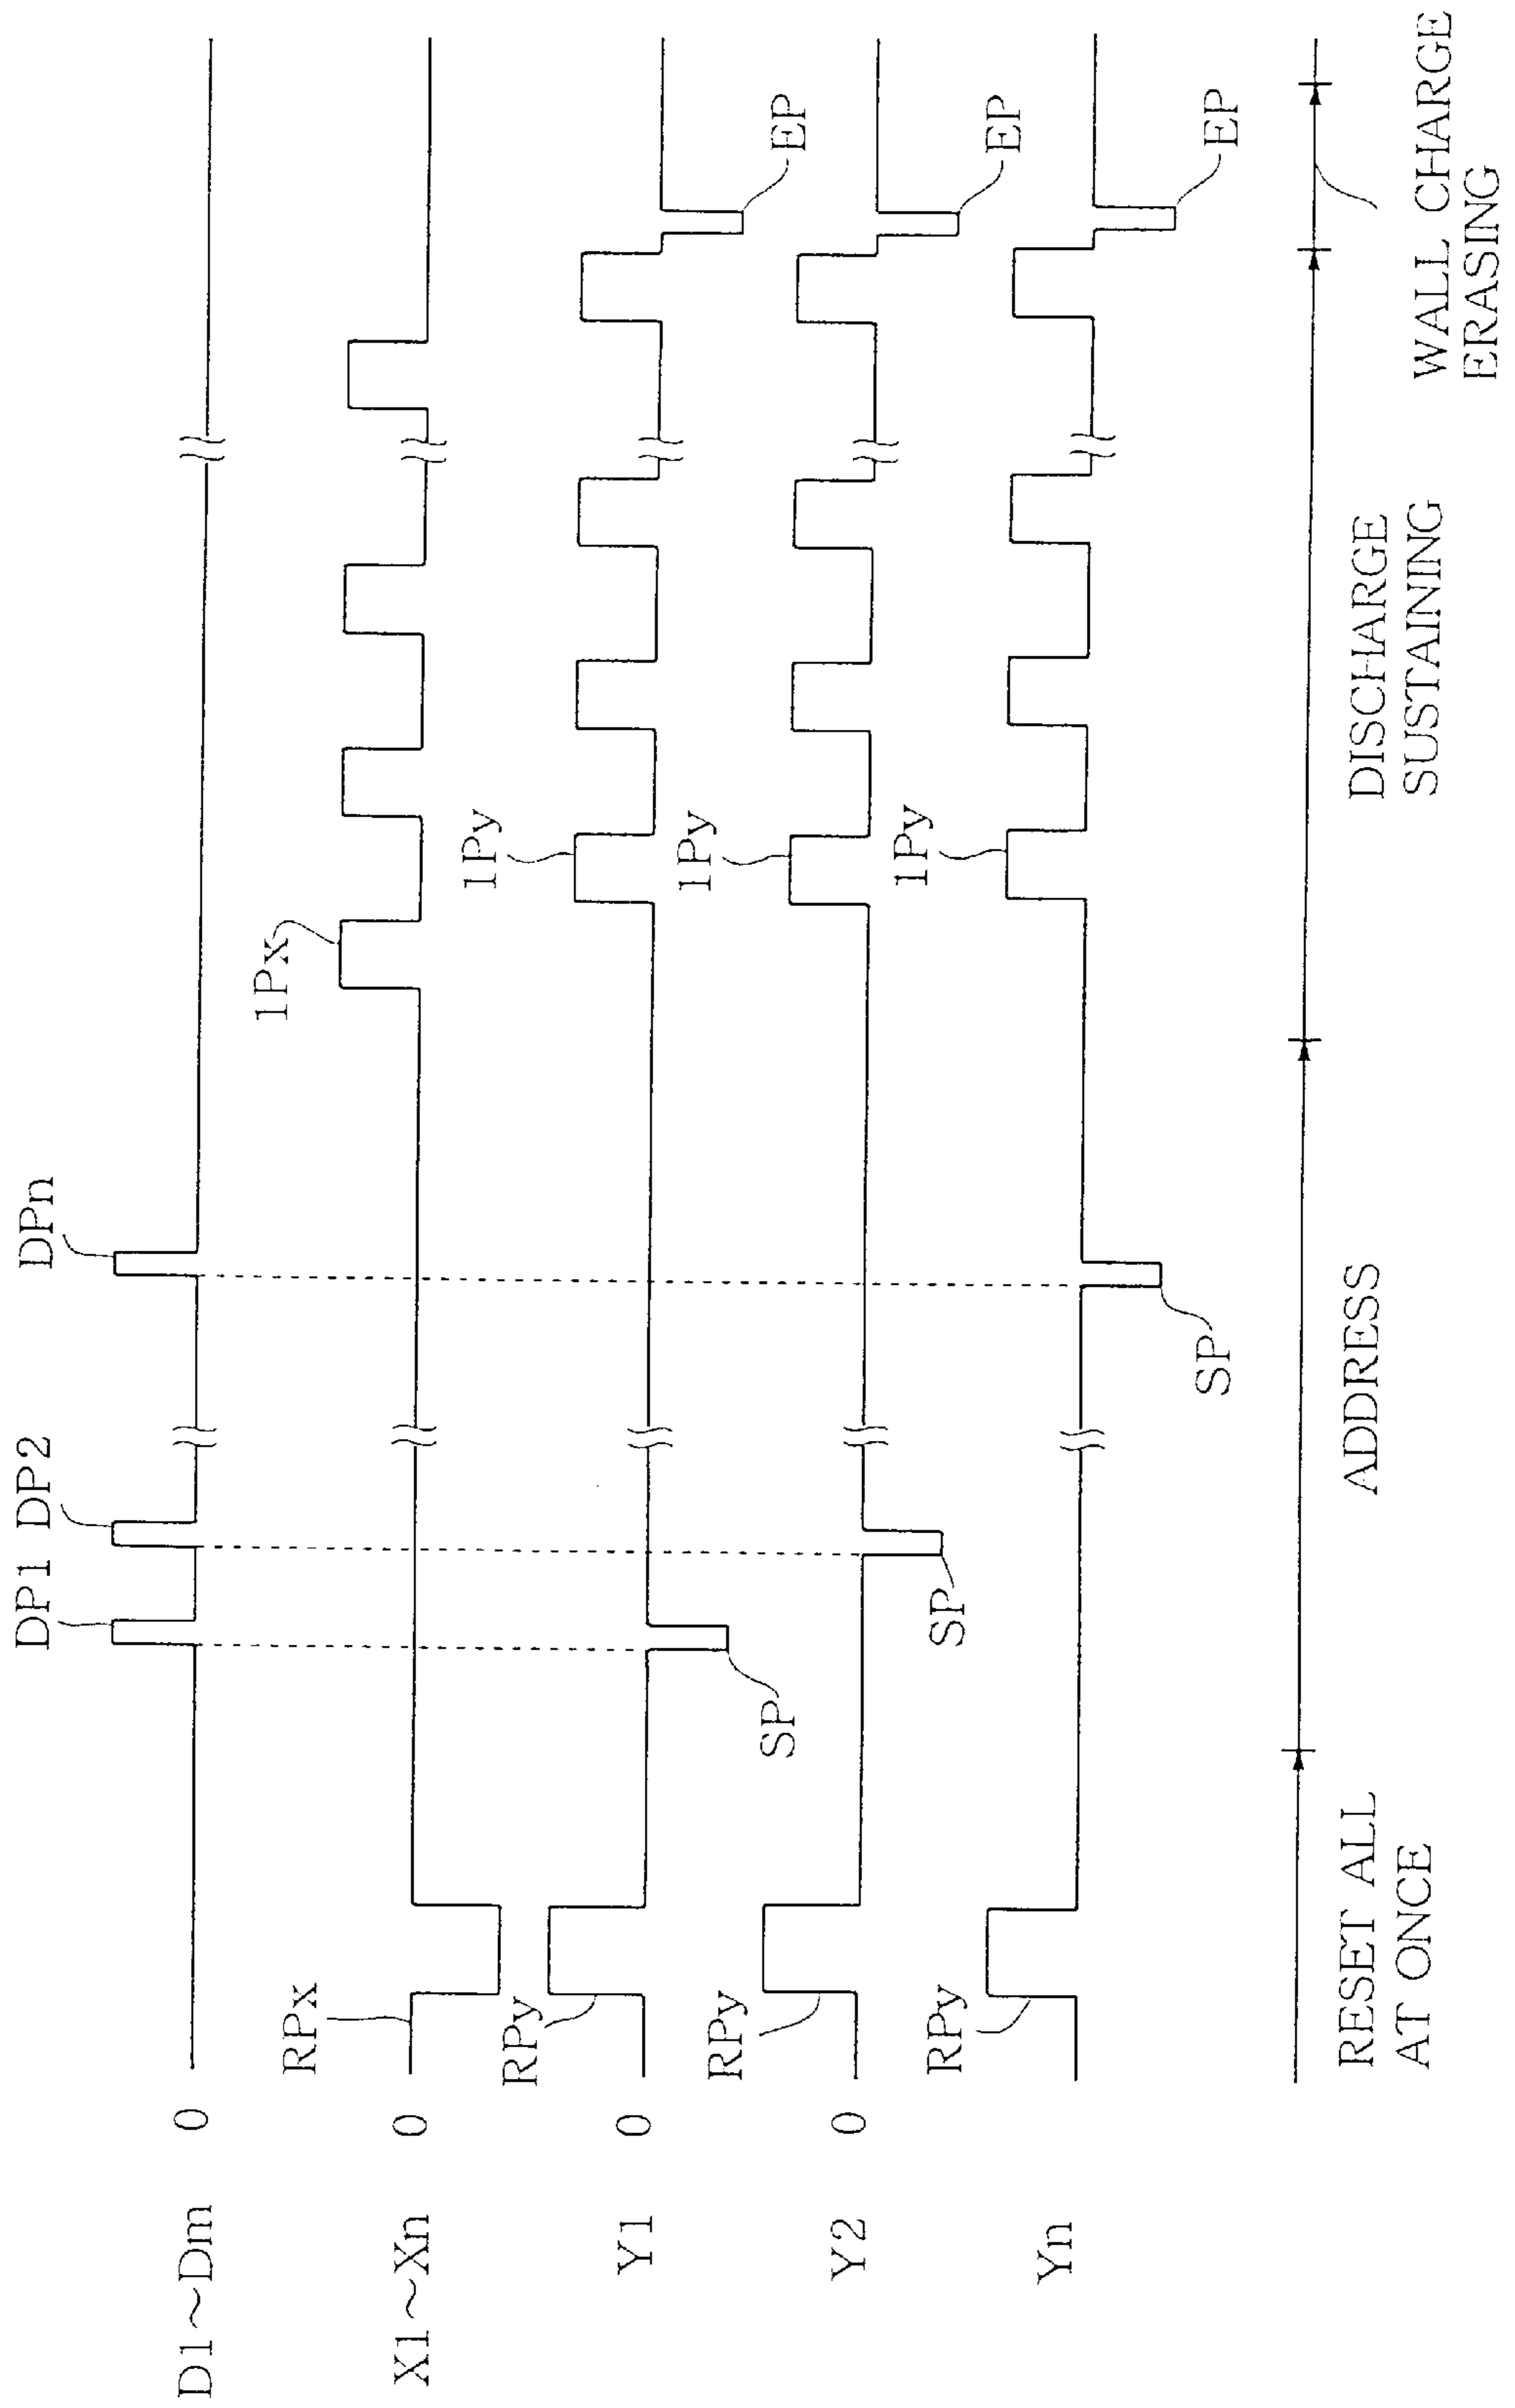 D1~Dm 0
DP1 DP2 DPn
X1~Xn 0
RPx
1Px
Y1 0
RPy
SP
1Py
EP
Y2 0
RPy
SP
1Py
EP
Yn
RPy
SP
1Py
EP
RESET ALL
AT ONCE
ADDRESS
DISCHARGE
SUSTAINING
WALL CHARGE
ERASING